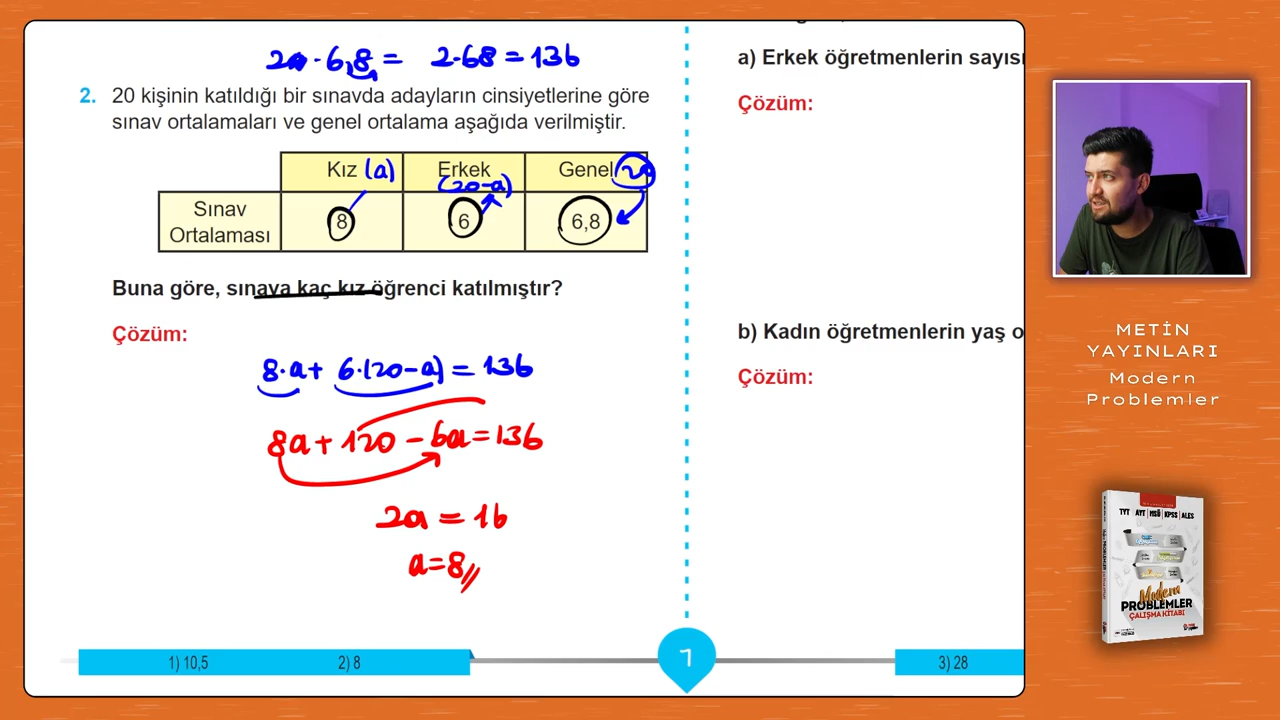 20 · 6,8 = 2·68 = 136
2. 20 kişinin katıldığı bir sınavda adayların cinsiyetlerine göre
sınav ortalamaları ve genel ortalama aşağıda verilmiştir.
Kız (a) Erkek (20-a) Genel 20
Sınav Ortalaması 8 6 6,8
Buna göre, sınava kaç kız öğrenci katılmıştır?
Çözüm:
8·a + 6·(20-a) = 136
8a + 120 - 6a = 136
2a = 16
a = 8
1) 10,5 2) 8
7
a) Erkek öğretmenlerin sayısı
Çözüm:
b) Kadın öğretmenlerin yaş o
Çözüm:
3) 28
METİN
YAYINLARI
Modern
Problemler
TYT AYT MSÜ KPSS ALES
Modern
PROBLEMLER
ÇALIŞMA KİTABI